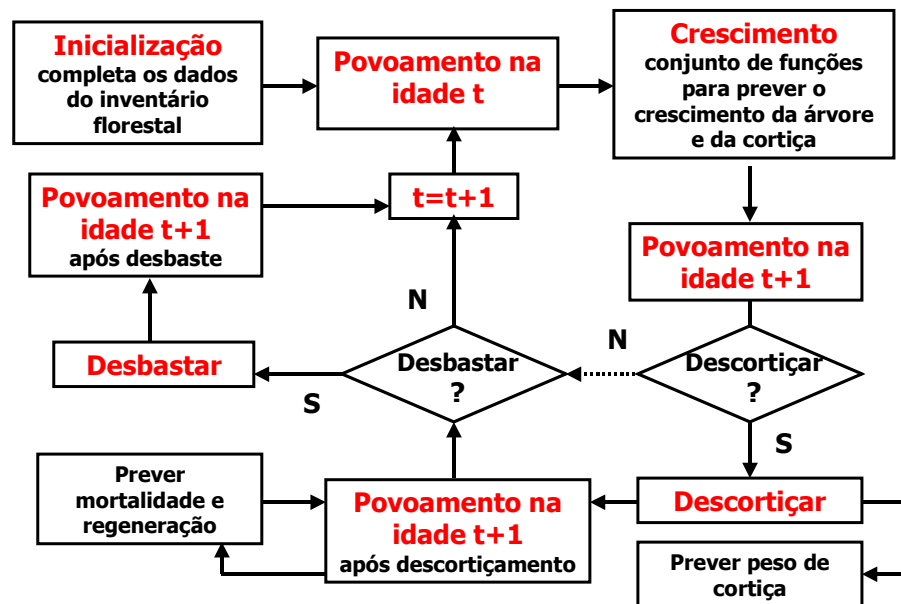 Inicialização
completa os dados
do inventário
florestal
Povoamento na
idade t
Crescimento
conjunto de funções
para prever o
crescimento da árvore
e da cortiça
Povoamento na
idade t+1
após desbaste
t=t+1
Povoamento na
idade t+1
N
Desbastar
S
Desbastar
?
N
Descortiçar
?
S
Prever
mortalidade e
regeneração
Povoamento na
idade t+1
após descortiçamento
Descortiçar
Prever peso de
cortiça